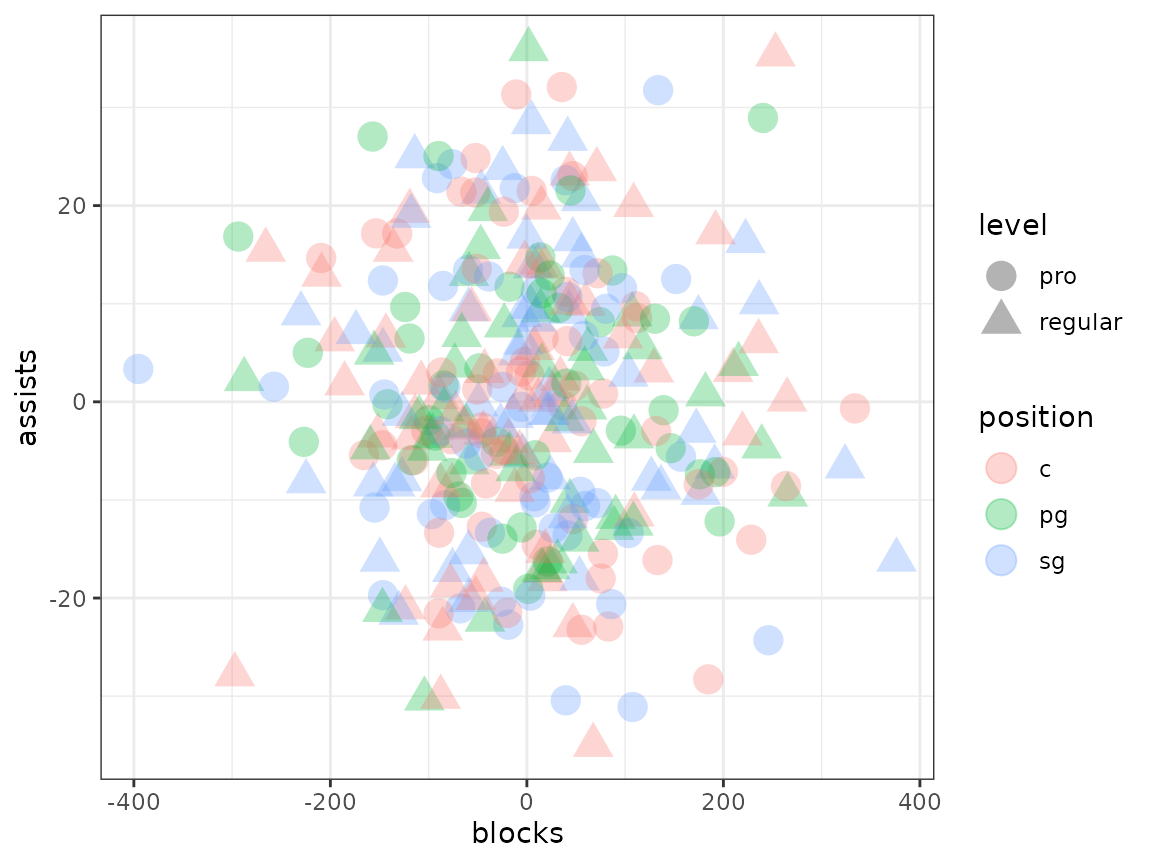 assists
20
0
-20
-400
-200
0
200
400
blocks
level
pro
regular
position
c
pg
sg